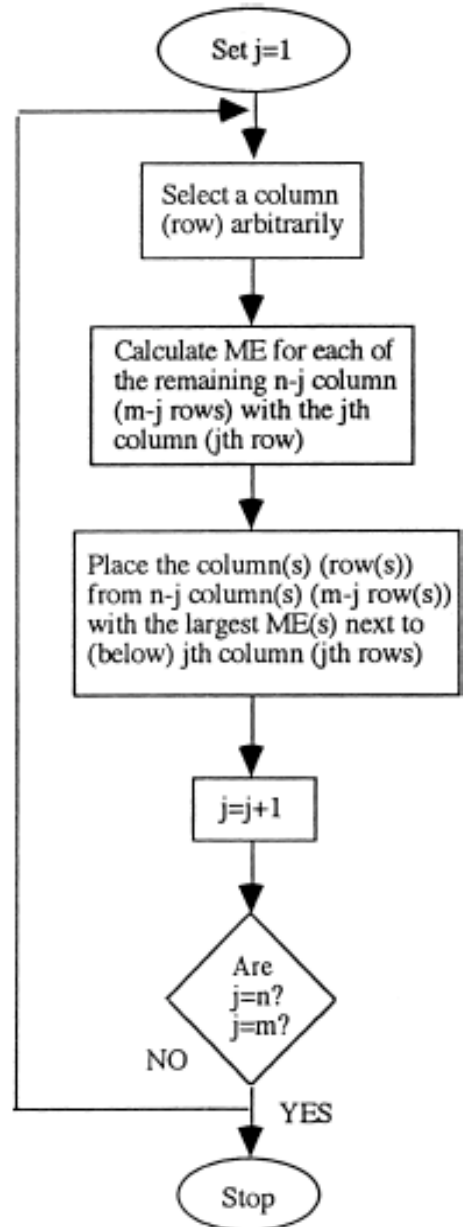 Set j=1
Select a column
(row) arbitrarily
Calculate ME for each of
the remaining n-j column
(m-j rows) with the jth
column (jth row)
Place the column(s) (row(s))
from n-j column(s) (m-j row(s))
with the largest ME(s) next to
(below) jth column (jth rows)
j=j+1
Are
j=n?
j=m?
NO
YES
Stop